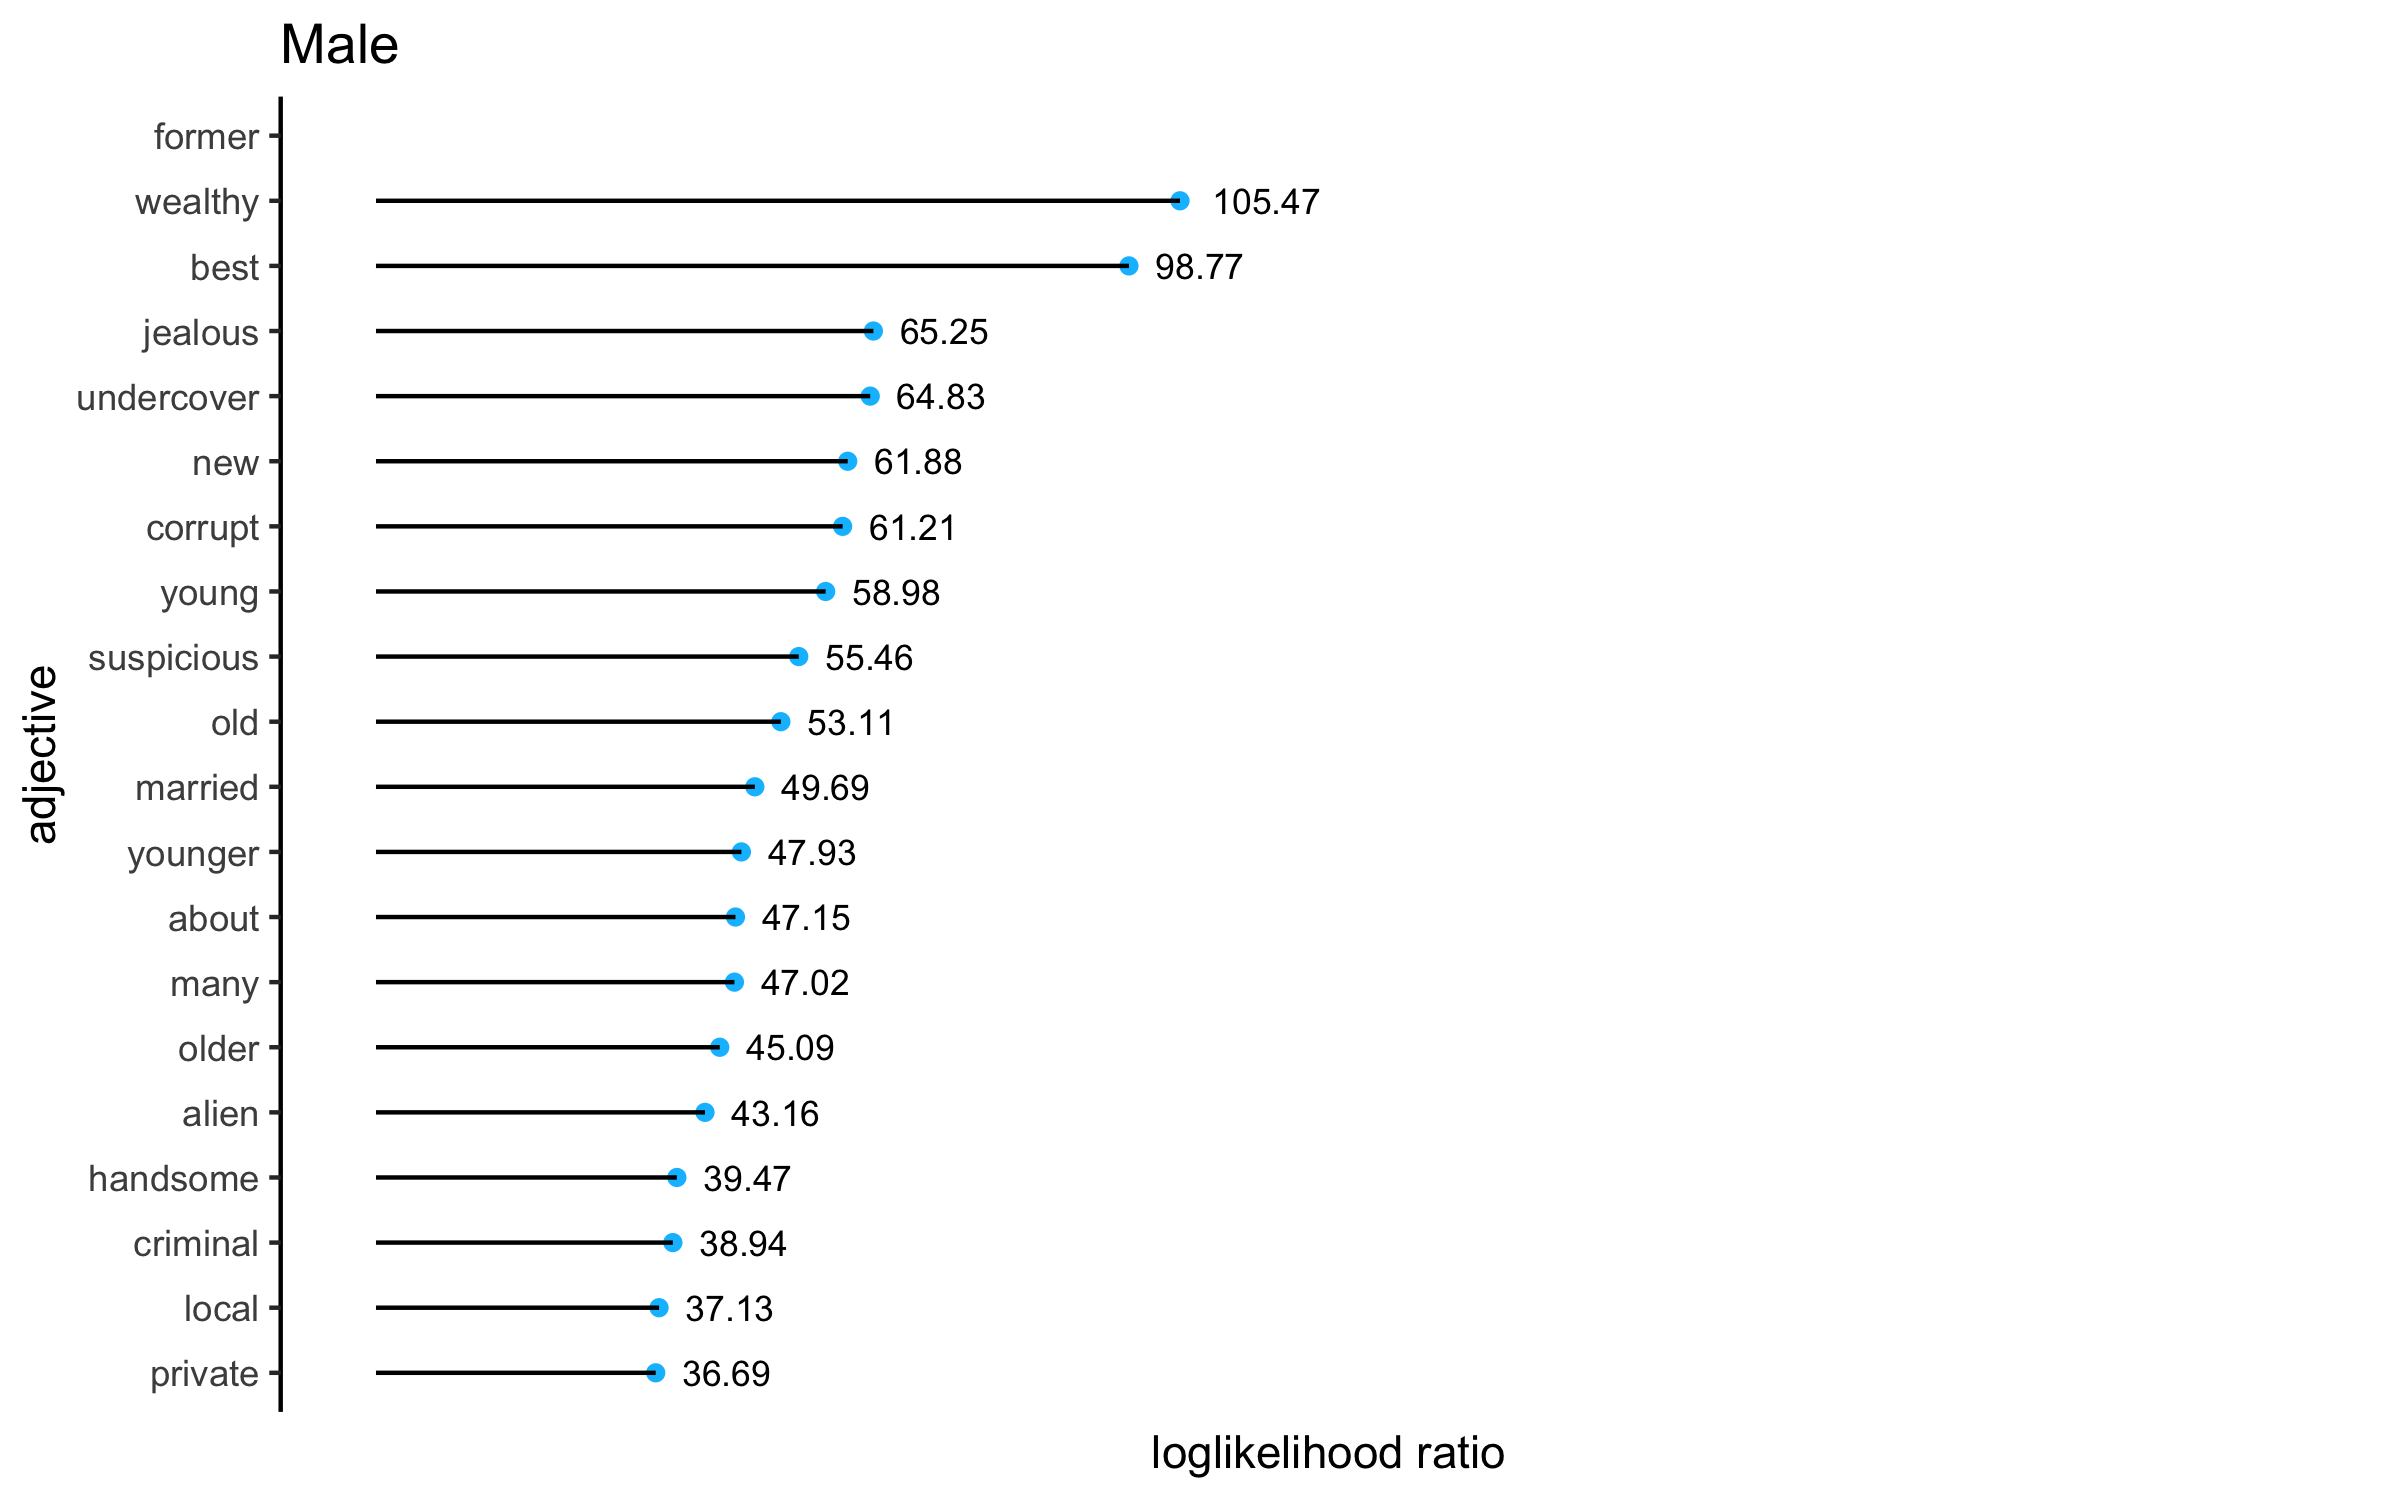 Male
former
wealthy 105.47
best 98.77
jealous 65.25
undercover 64.83
new 61.88
corrupt 61.21
young 58.98
suspicious 55.46
old 53.11
married 49.69
younger 47.93
about 47.15
many 47.02
older 45.09
alien 43.16
handsome 39.47
criminal 38.94
local 37.13
private 36.69
adjective
loglikelihood ratio